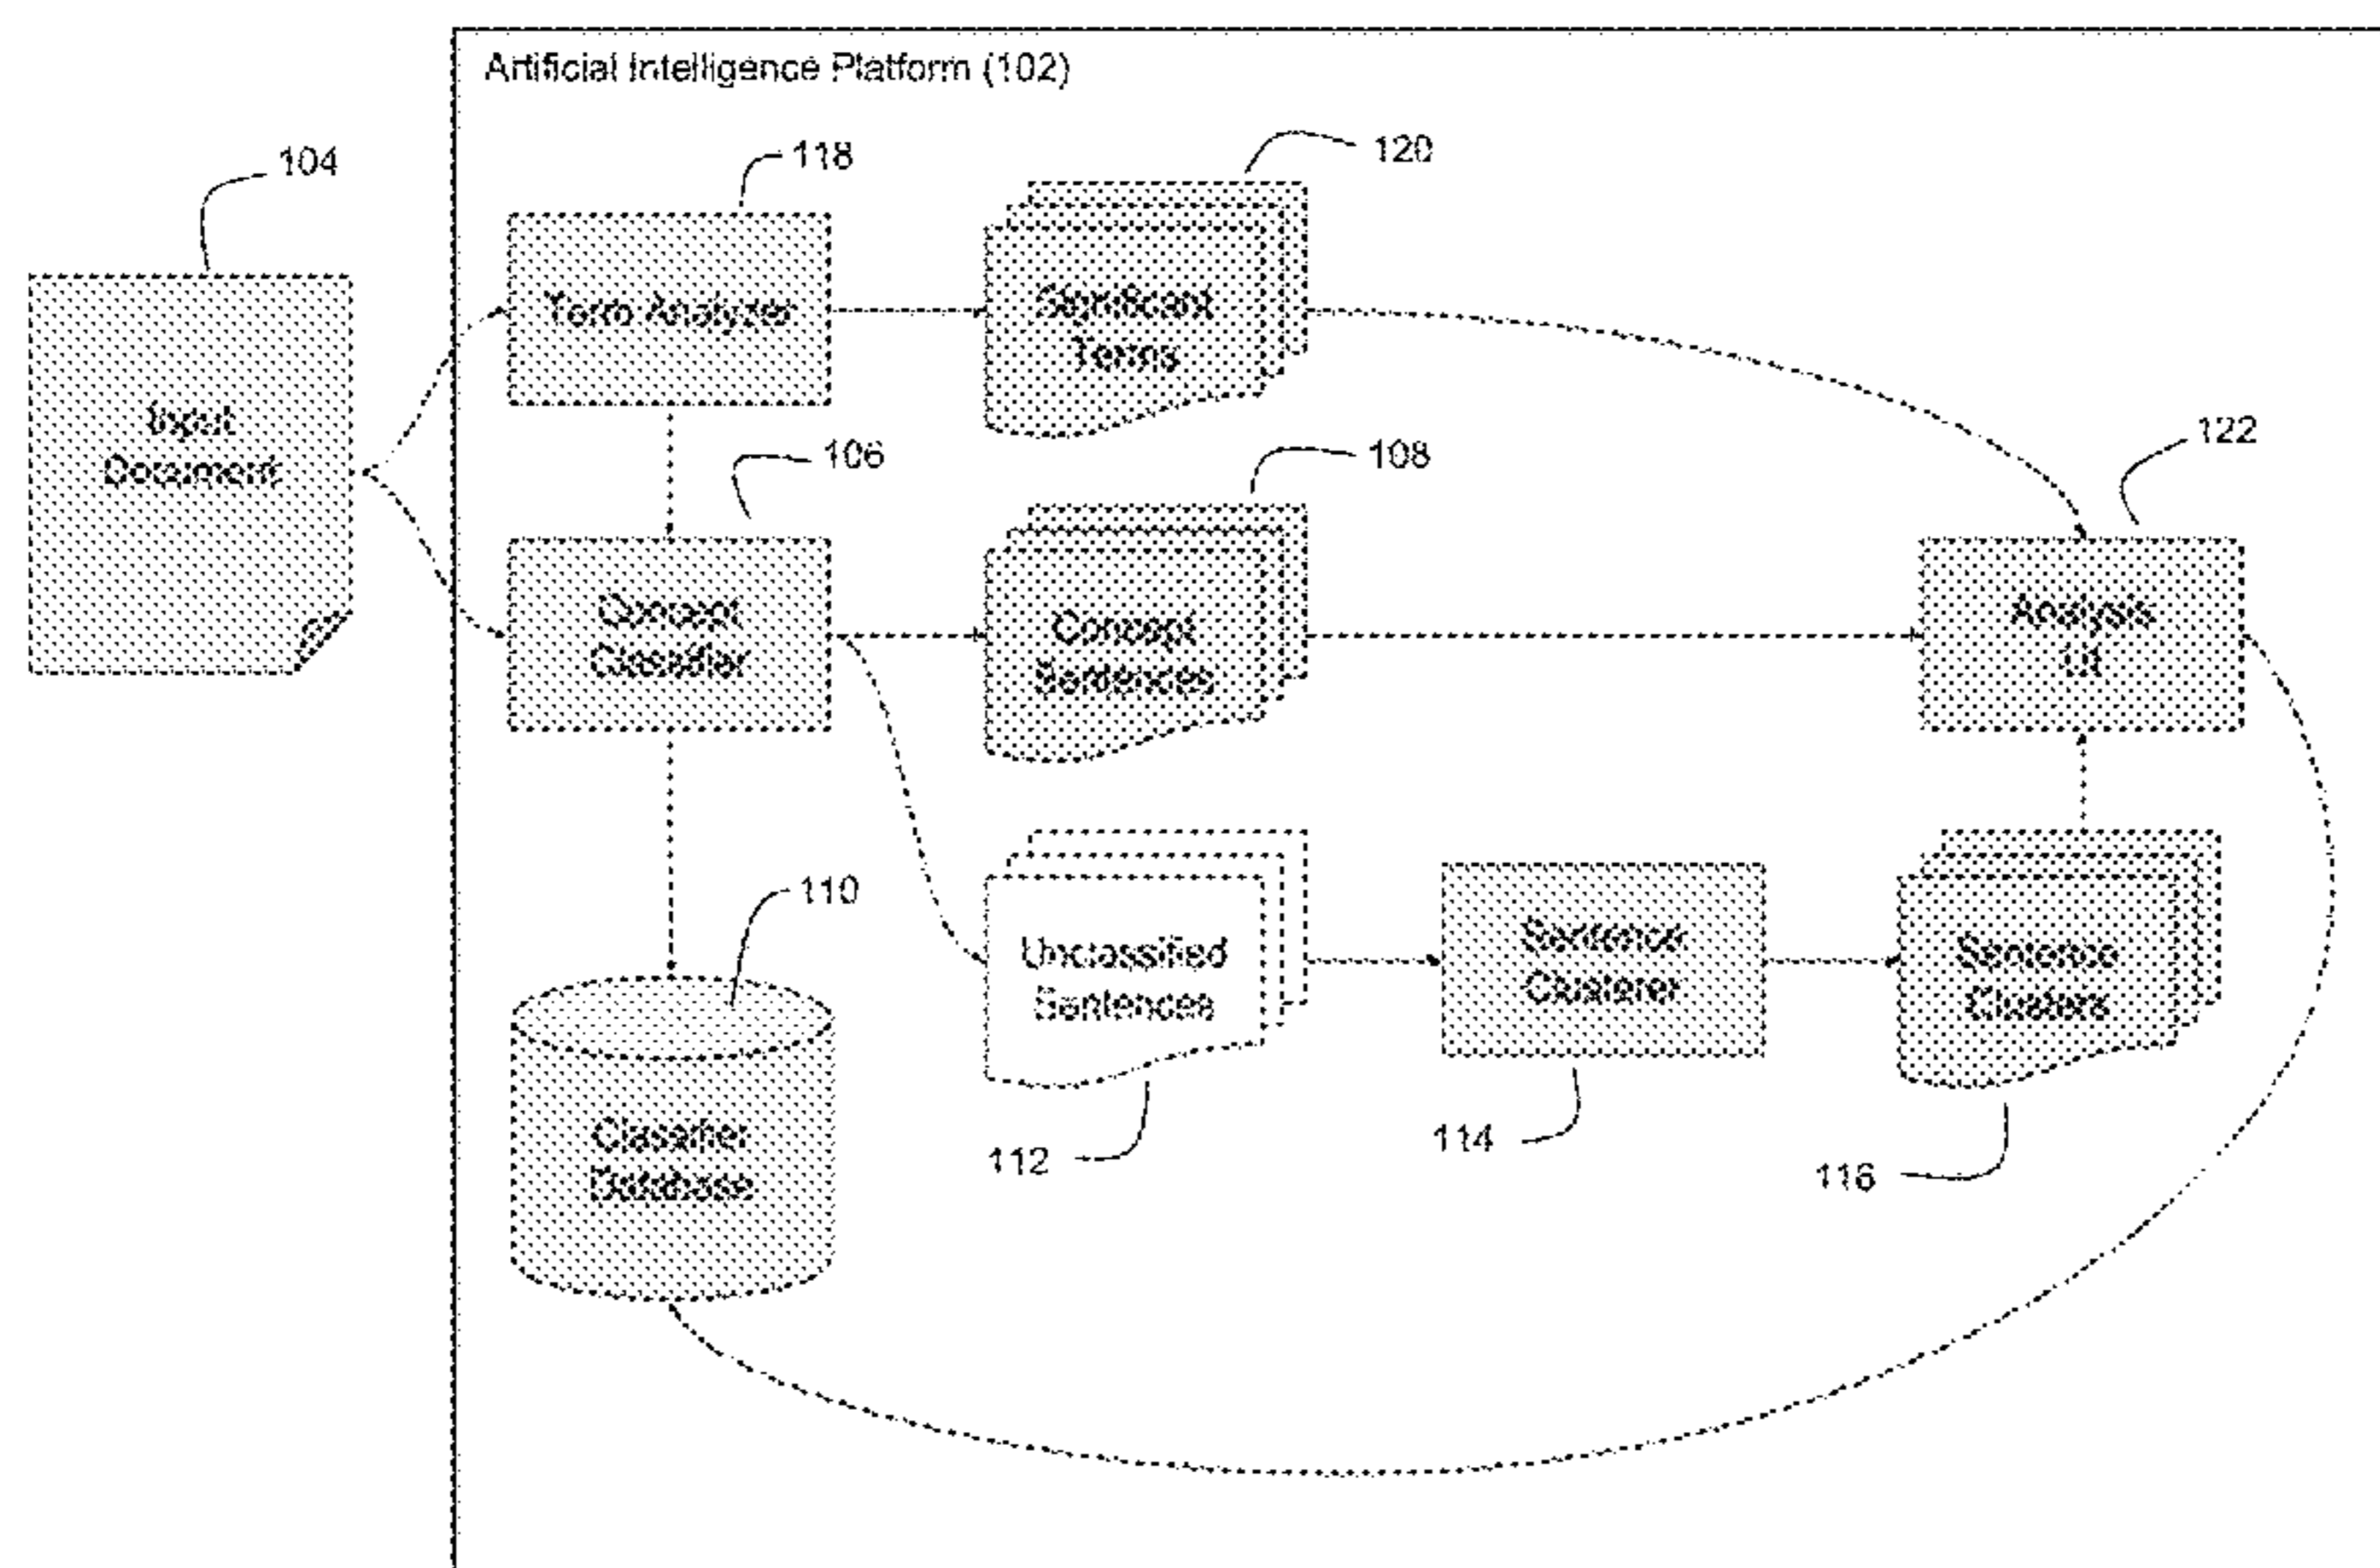 Artificial Intelligence Platform (102)
104
118
120
Input
Document
Term Analyzer
Significant
Terms
106
108
122
Concept
Classifier
Concept
Sentences
Analysis
UI
110
Unclassified
Sentences
Sentence
Clusterer
Sentence
Clusters
Classifier
Database
112
114
116